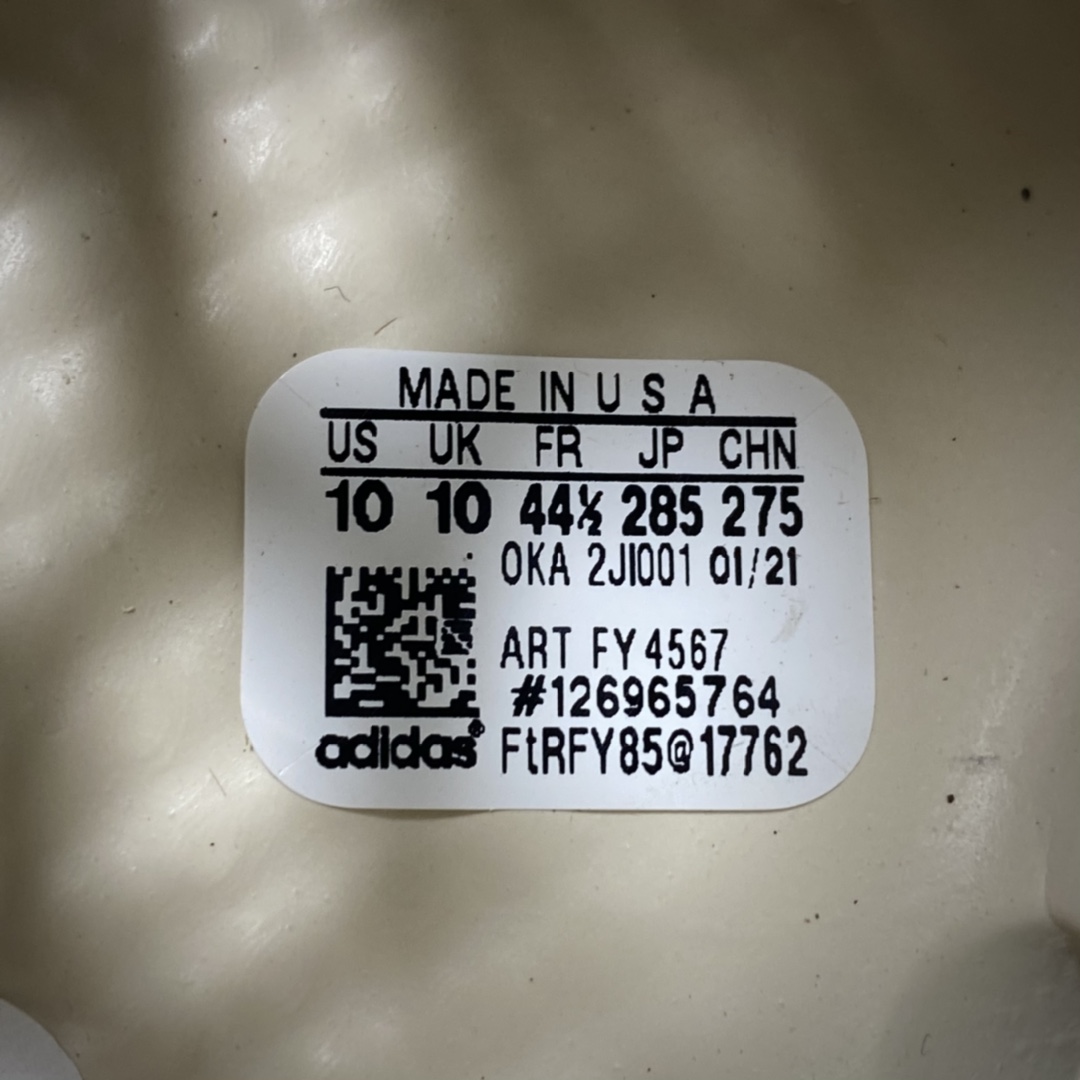 MADE IN U S A
US UK FR JP CHN
10 10 44½ 285 275
OKA 2JI001 01/21
ART FY4567
#126965764
adidas® FtRFY85@17762